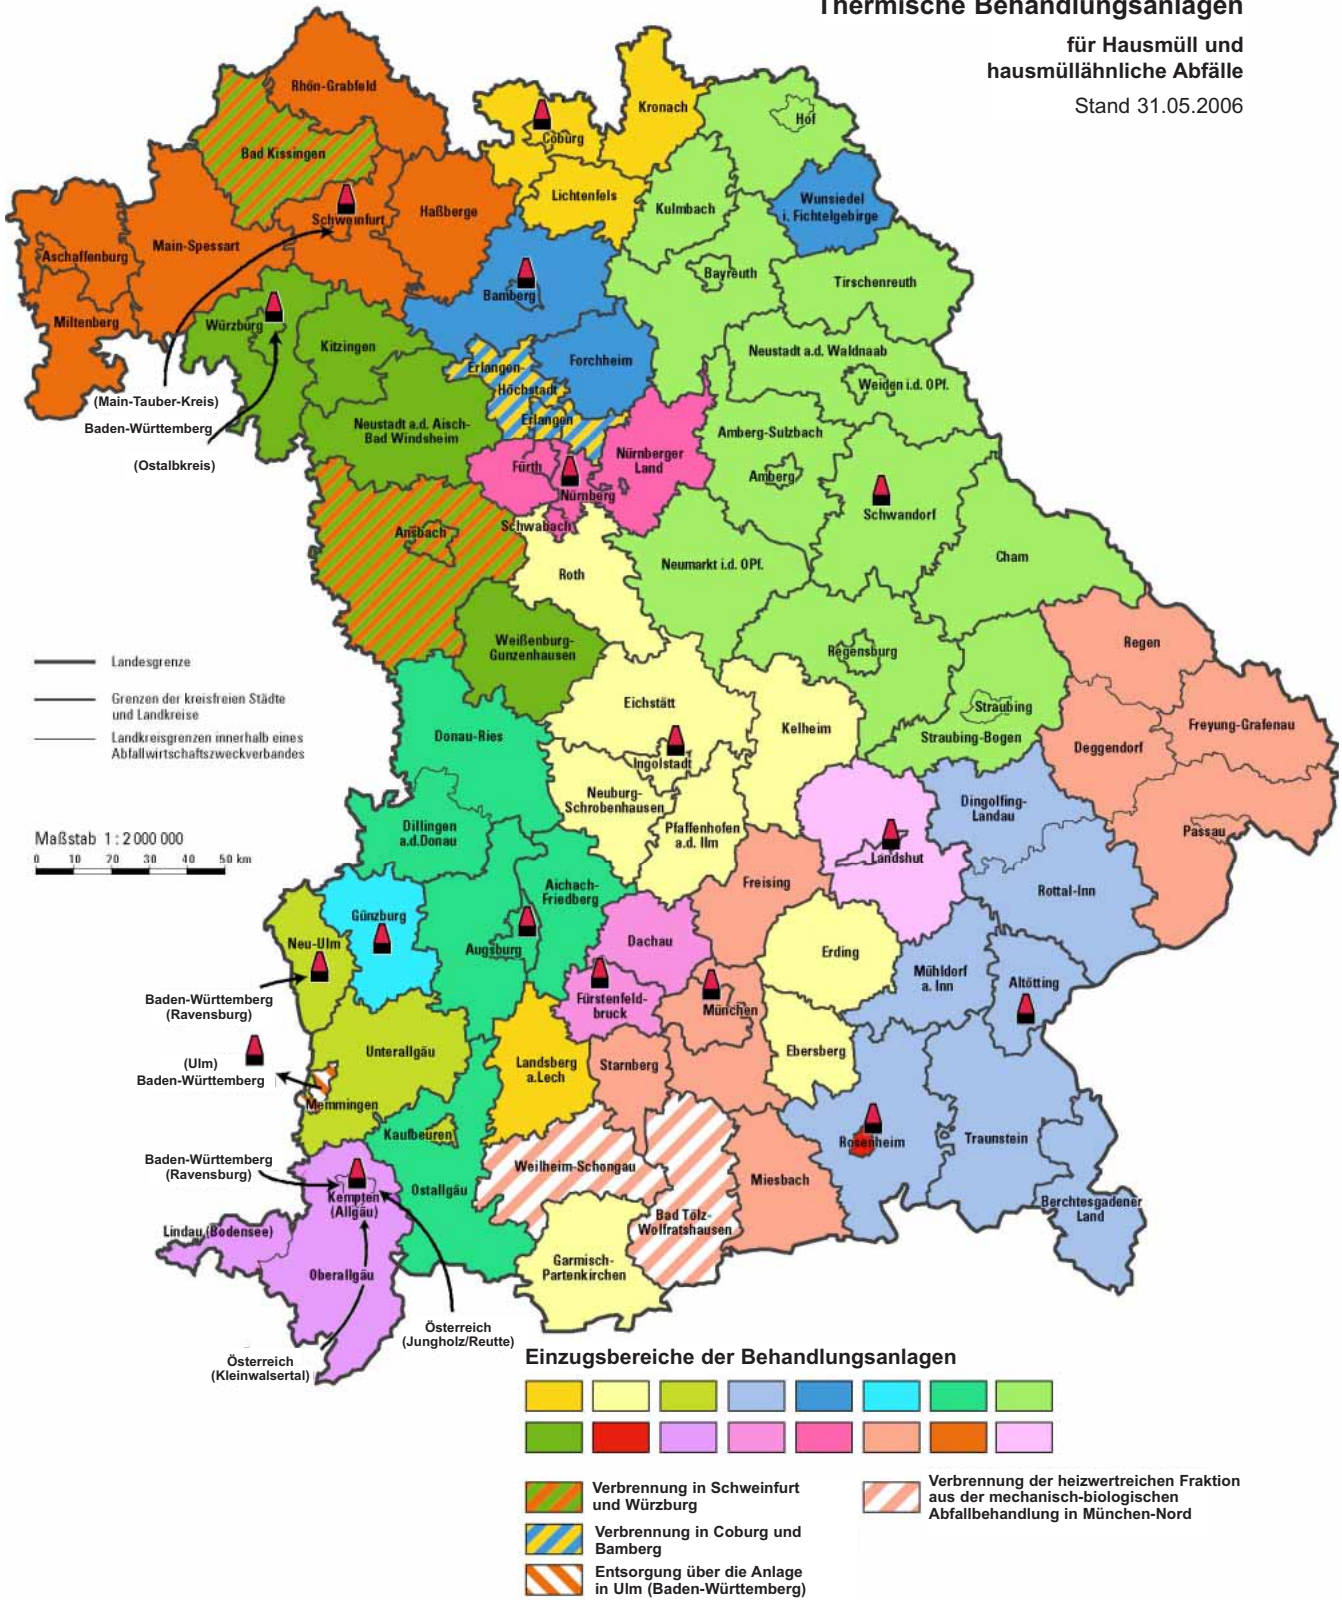 Thermische Behandlungsanlagen
für Hausmüll und
hausmüllähnliche Abfälle
Stand 31.05.2006
Rhön-Grabfeld
Kronach
Hof
Coburg
Bad Kissingen
Lichtenfels
Wunsiedel
i. Fichtelgebirge
Kulmbach
Haßberge
Schweinfurt
Main-Spessart
Aschaffenburg
Bayreuth
Tirschenreuth
Bamberg
Miltenberg
Würzburg
Kitzingen
Forchheim
Neustadt a.d. Waldnaab
Erlangen-
Höchstadt
Weiden i.d. OPf.
(Main-Tauber-Kreis)
Baden-Württemberg
(Ostalbkreis)
Erlangen
Neustadt a.d. Aisch-
Bad Windsheim
Amberg-Sulzbach
Nürnberger
Land
Fürth
Amberg
Nürnberg
Schwandorf
Schwabach
Ansbach
Cham
Neumarkt i.d. OPf.
Roth
Weißenburg-
Gunzenhausen
Regensburg
Regen
Landesgrenze
Grenzen der kreisfreien Städte
und Landkreise
Landkreisgrenzen innerhalb eines
Abfallwirtschaftszweckverbandes
Eichstätt
Straubing
Kelheim
Freyung-Grafenau
Donau-Ries
Straubing-Bogen
Deggendorf
Ingolstadt
Neuburg-
Schrobenhausen
Dingolfing-
Landau
Maßstab 1 : 2 000 000
0 10 20 30 40 50 km
Dillingen
a.d.Donau
Pfaffenhofen
a.d. Ilm
Passau
Landshut
Freising
Aichach-
Friedberg
Rottal-Inn
Günzburg
Neu-Ulm
Augsburg
Dachau
Erding
Mühldorf
a. Inn
Altötting
Baden-Württemberg
(Ravensburg)
Fürstenfeld-
bruck
München
(Ulm)
Baden-Württemberg
Unterallgäu
Landsberg
a.Lech
Starnberg
Ebersberg
Memmingen
Kaufbeuren
Rosenheim
Traunstein
Baden-Württemberg
(Ravensburg)
Weilheim-Schongau
Miesbach
Kempten
(Allgäu)
Ostallgäu
Berchtesgadener
Land
Bad Tölz-
Wolfratshausen
Lindau (Bodensee)
Oberallgäu
Garmisch-
Partenkirchen
Österreich
(Jungholz/Reutte)
Österreich
(Kleinwalsertal)
Einzugsbereiche der Behandlungsanlagen
Verbrennung in Schweinfurt
und Würzburg
Verbrennung in Coburg und
Bamberg
Entsorgung über die Anlage
in Ulm (Baden-Württemberg)
Verbrennung der heizwertreichen Fraktion
aus der mechanisch-biologischen
Abfallbehandlung in München-Nord